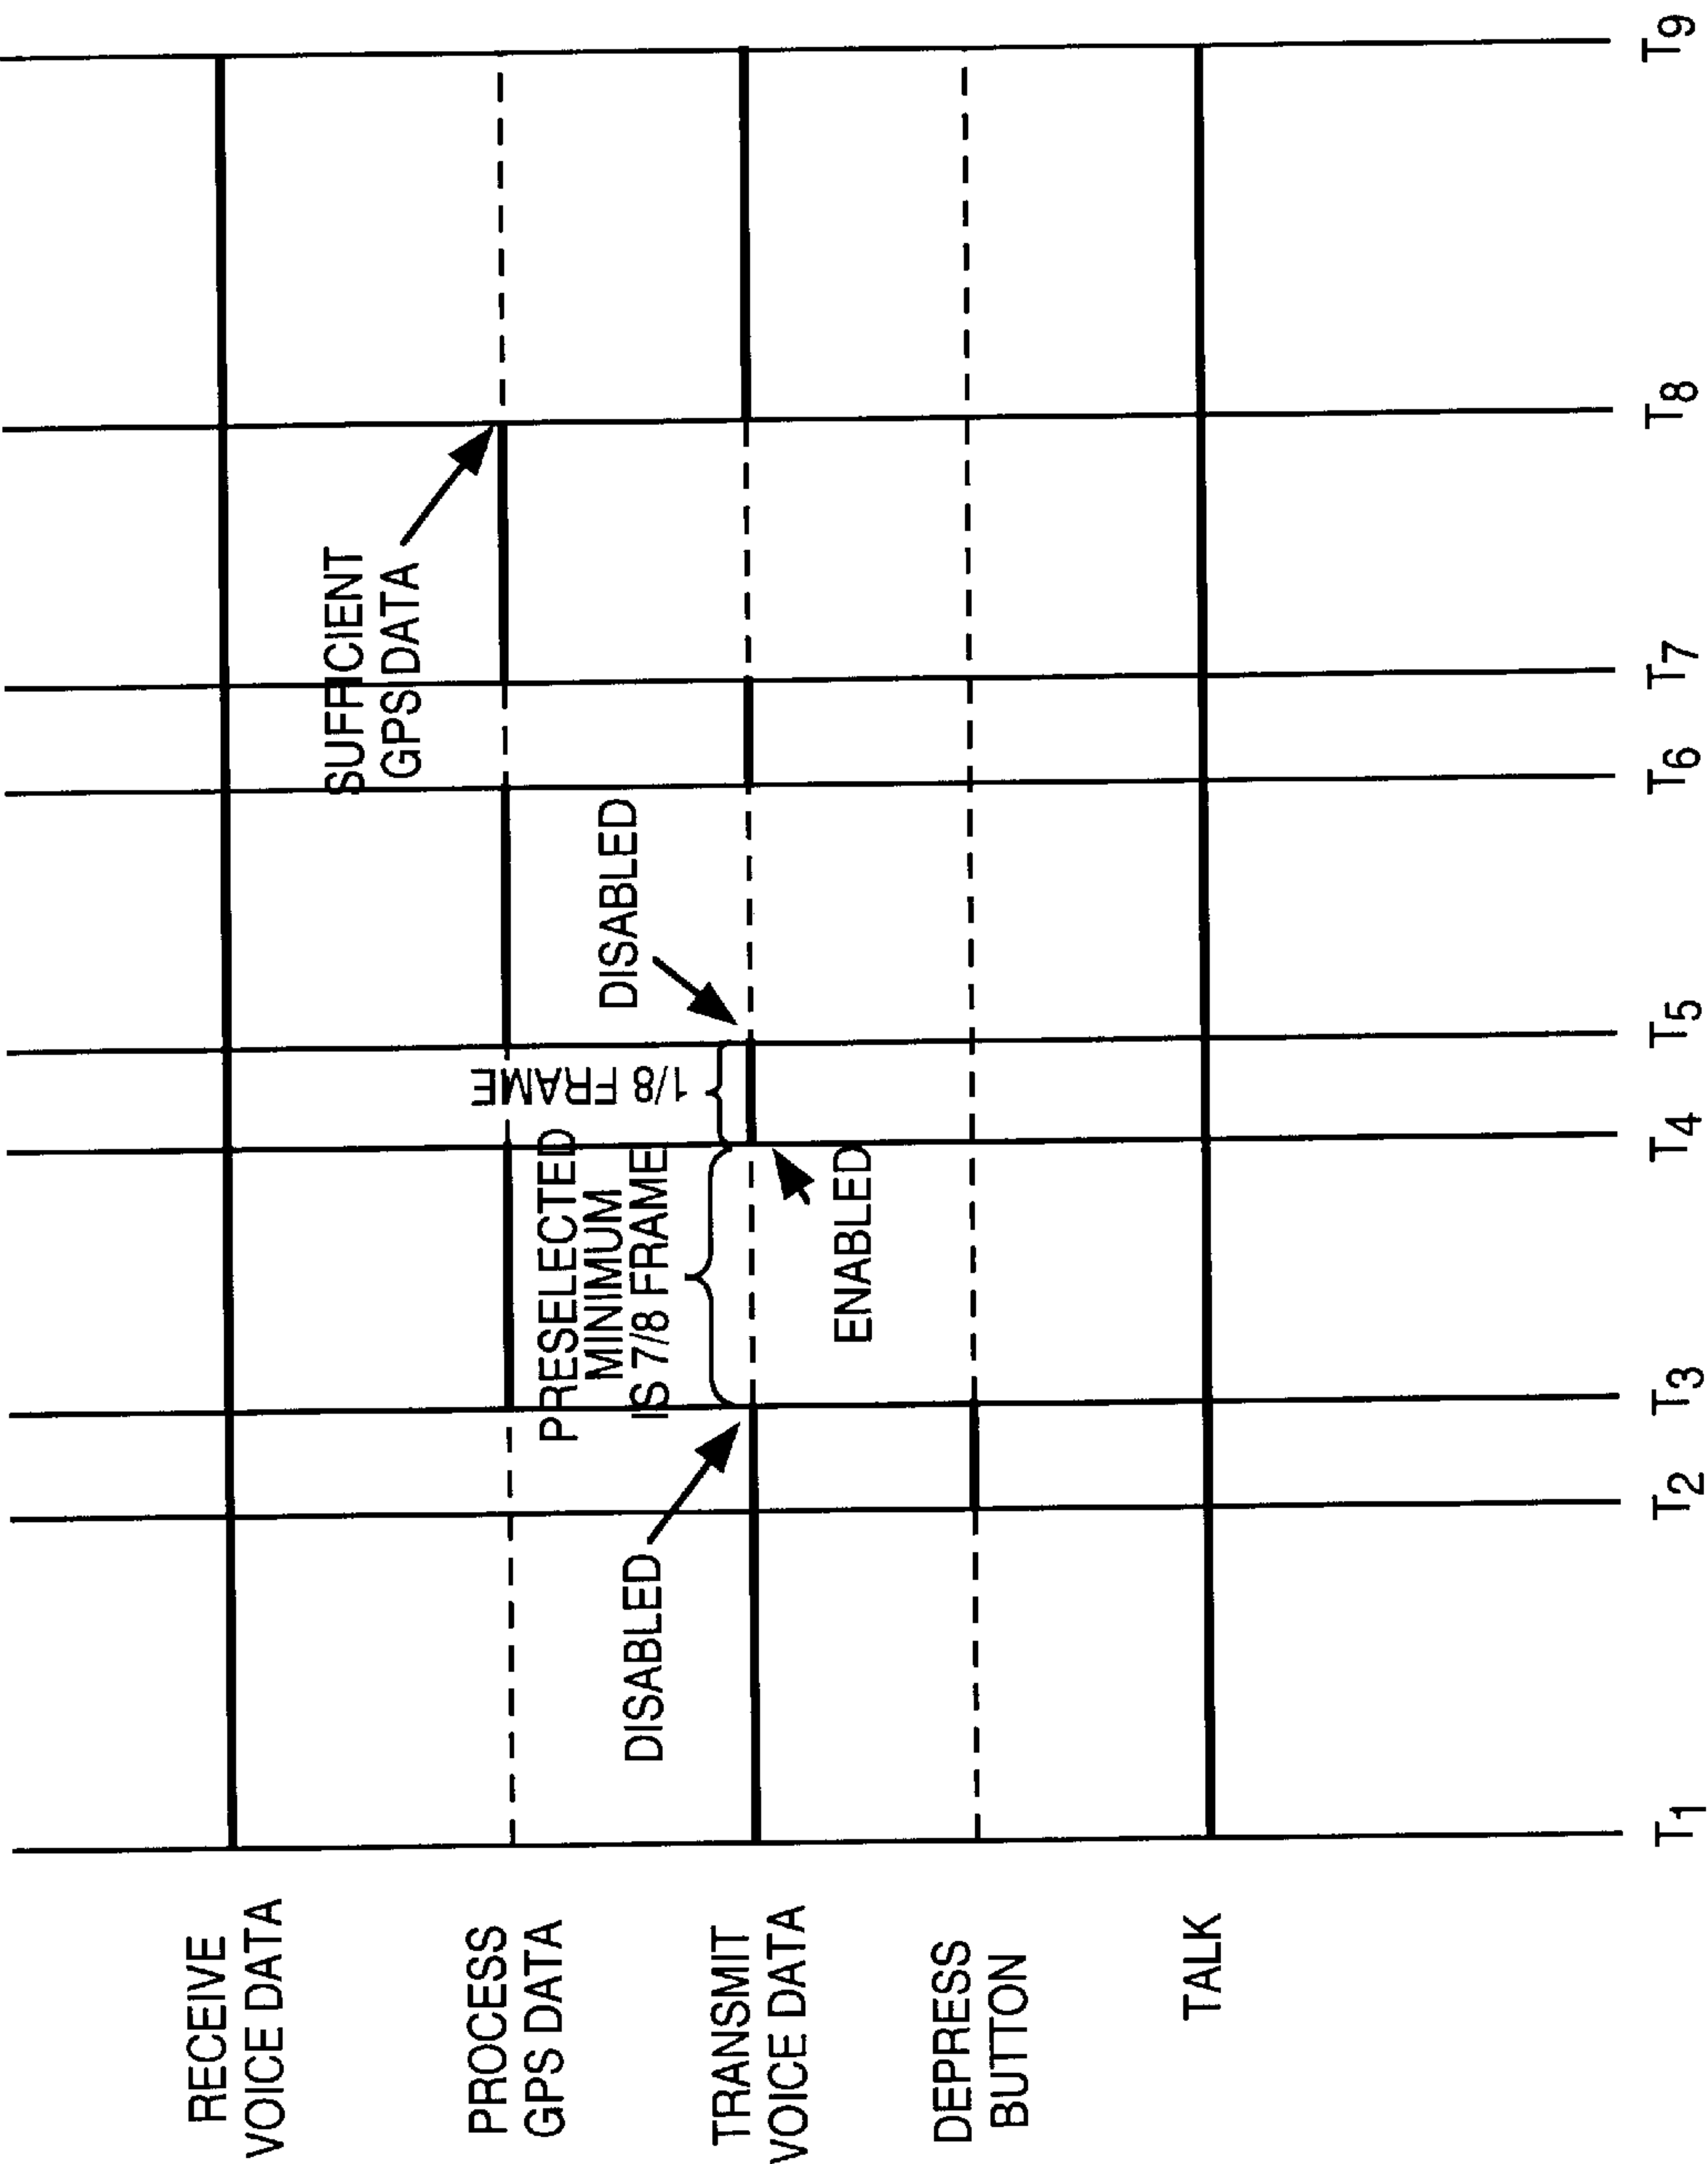 RECEIVE
VOICE DATA
PROCESS
GPS DATA
TRANSMIT
VOICE DATA
DEPRESS
BUTTON
TALK
SUFFICIENT
GPS DATA
DISABLED
PRESELECTED
MINIMUM
IS 7/8 FRAME
1/8 FRAME
DISABLED
ENABLED
T1
T2
T3
T4
T5
T6
T7
T8
T9